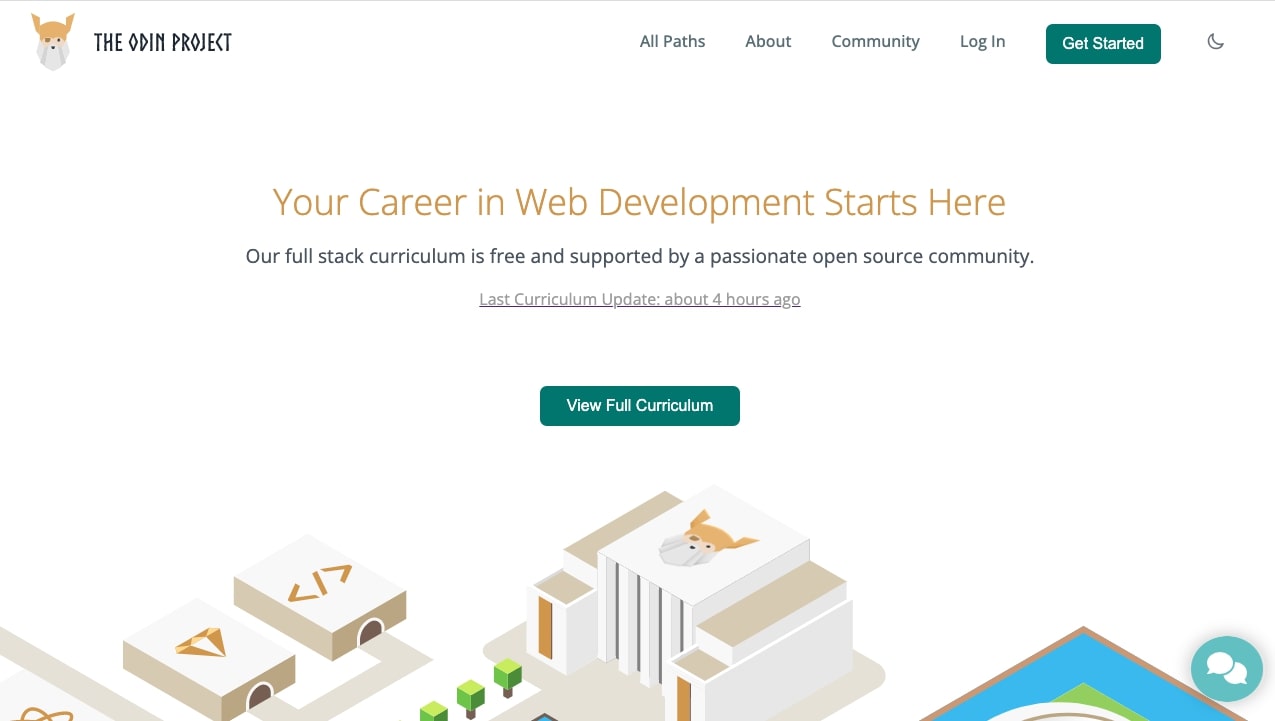 THE ODIN PROJECT
All Paths
About
Community
Log In
Get Started
Your Career in Web Development Starts Here
Our full stack curriculum is free and supported by a passionate open source community.
Last Curriculum Update: about 4 hours ago
View Full Curriculum
</>